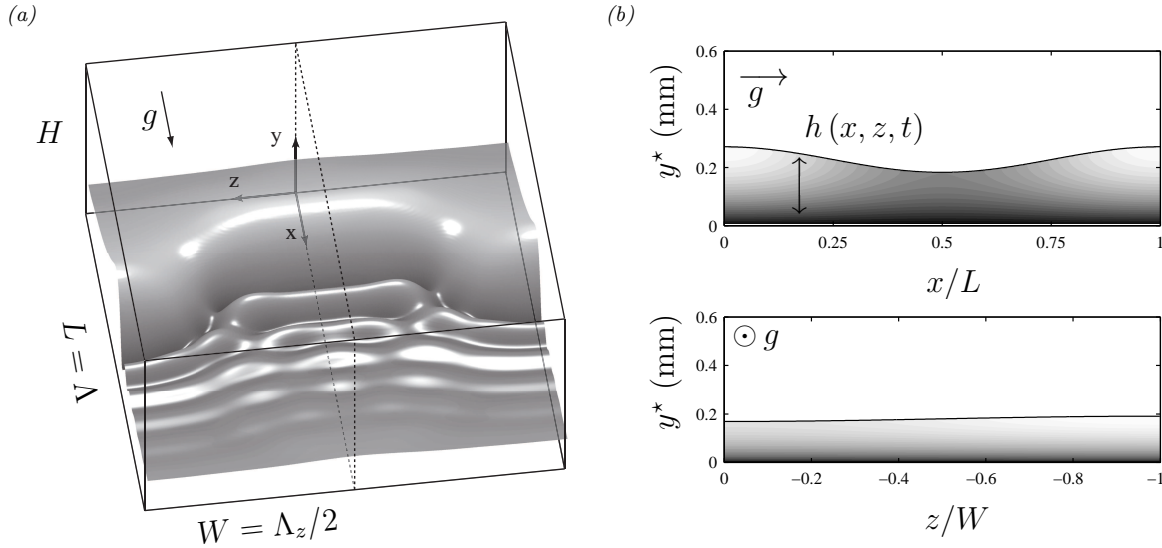 (a)
H
g
y
z
x
L = Λ
W = Λ_z/2
(b)
0.6
0.4
0.2
0
y⋆ (mm)
g
h (x, z, t)
0 0.25 0.5 0.75 1
x/L
0.6
0.4
0.2
0
y⋆ (mm)
⊙ g
0 −0.2 −0.4 −0.6 −0.8 −1
z/W